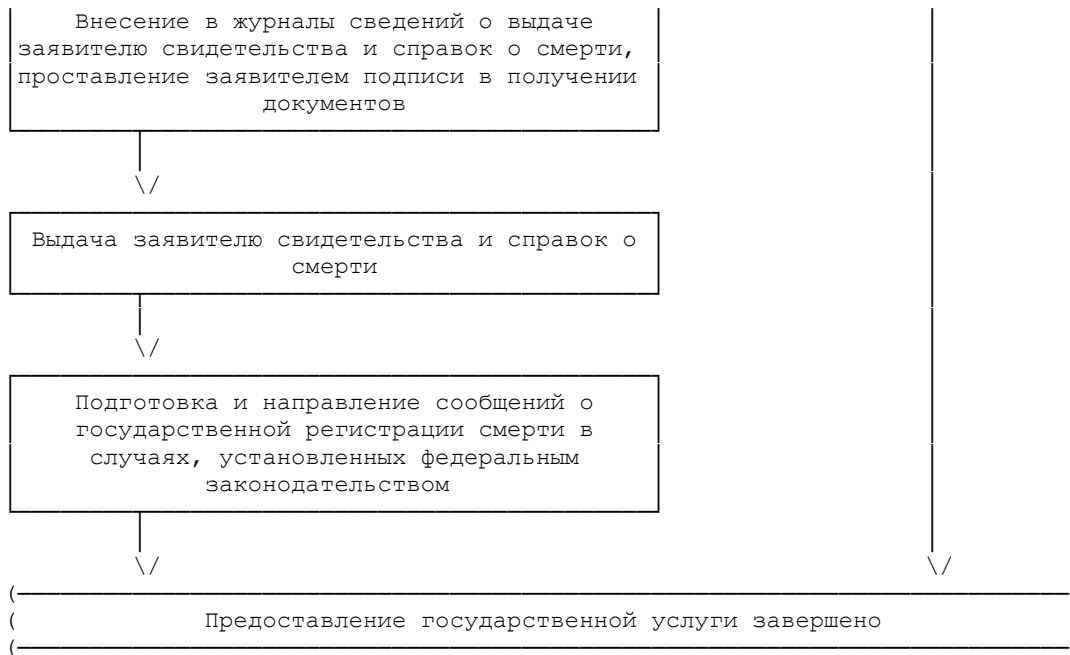 Внесение в журналы сведений о выдаче
заявителю свидетельства и справок о смерти,
проставление заявителем подписи в получении
документов
\/
Выдача заявителю свидетельства и справок о
смерти
\/
Подготовка и направление сообщений о
государственной регистрации смерти в
случаях, установленных федеральным
законодательством
\/ \/
(
( Предоставление государственной услуги завершено
(